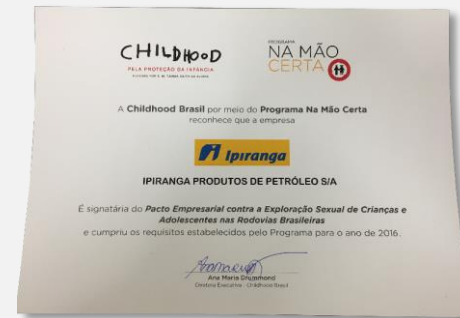 CHILDHOOD
PELA PROTEÇÃO DA INFÂNCIA
PROGRAMA
NA MÃO
CERTA
A Childhood Brasil por meio do Programa Na Mão Certa
reconhece que a empresa
Ipiranga
IPIRANGA PRODUTOS DE PETRÓLEO S/A
É signatária do Pacto Empresarial contra a Exploração Sexual de Crianças e
Adolescentes nas Rodovias Brasileiras
e cumpriu os requisitos estabelecidos pelo Programa para o ano de 2016.
Ana Maria Drummond
Diretora Executiva - Childhood Brasil